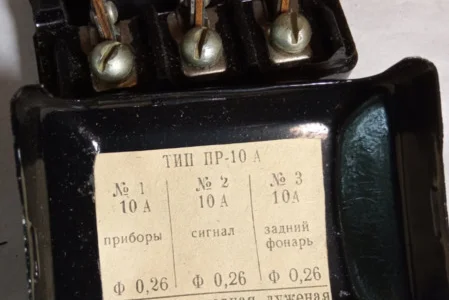 ТИП ПР-10 А
№ 1 № 2 № 3
10 А 10 А 10А
приборы сигнал задний
фонарь
Ф 0,26 Ф 0,26 Ф 0,26
луженая